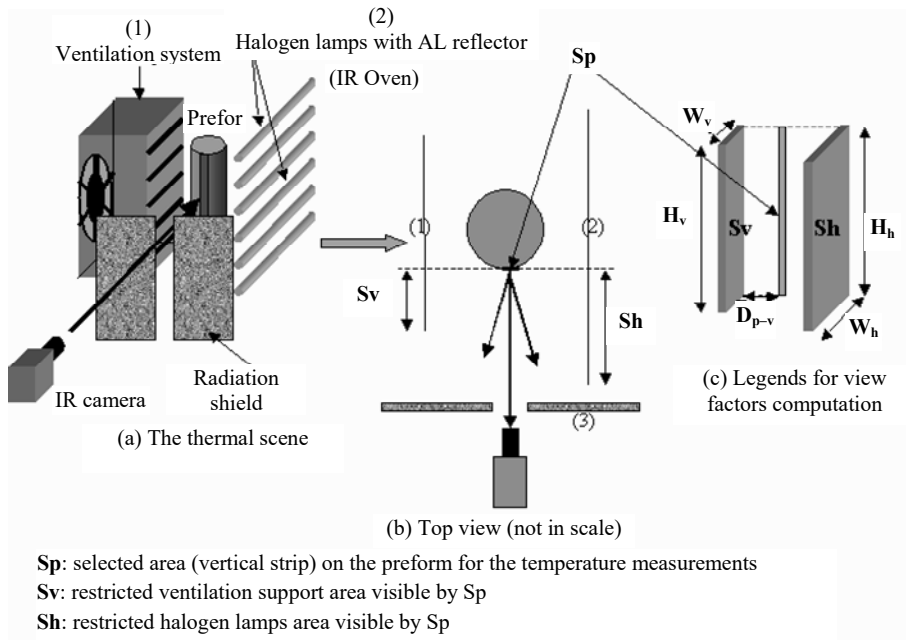 (1)
Ventilation system
(2)
Halogen lamps with AL reflector
(IR Oven)
Prefor
IR camera
Radiation
shield
(a) The thermal scene
Sp
(1)
(2)
Sv
Sh
(3)
(b) Top view (not in scale)
Wv
Hv
Sv
Sh
Hh
Dp–v
Wh
(c) Legends for view
factors computation
Sp: selected area (vertical strip) on the preform for the temperature measurements
Sv: restricted ventilation support area visible by Sp
Sh: restricted halogen lamps area visible by Sp